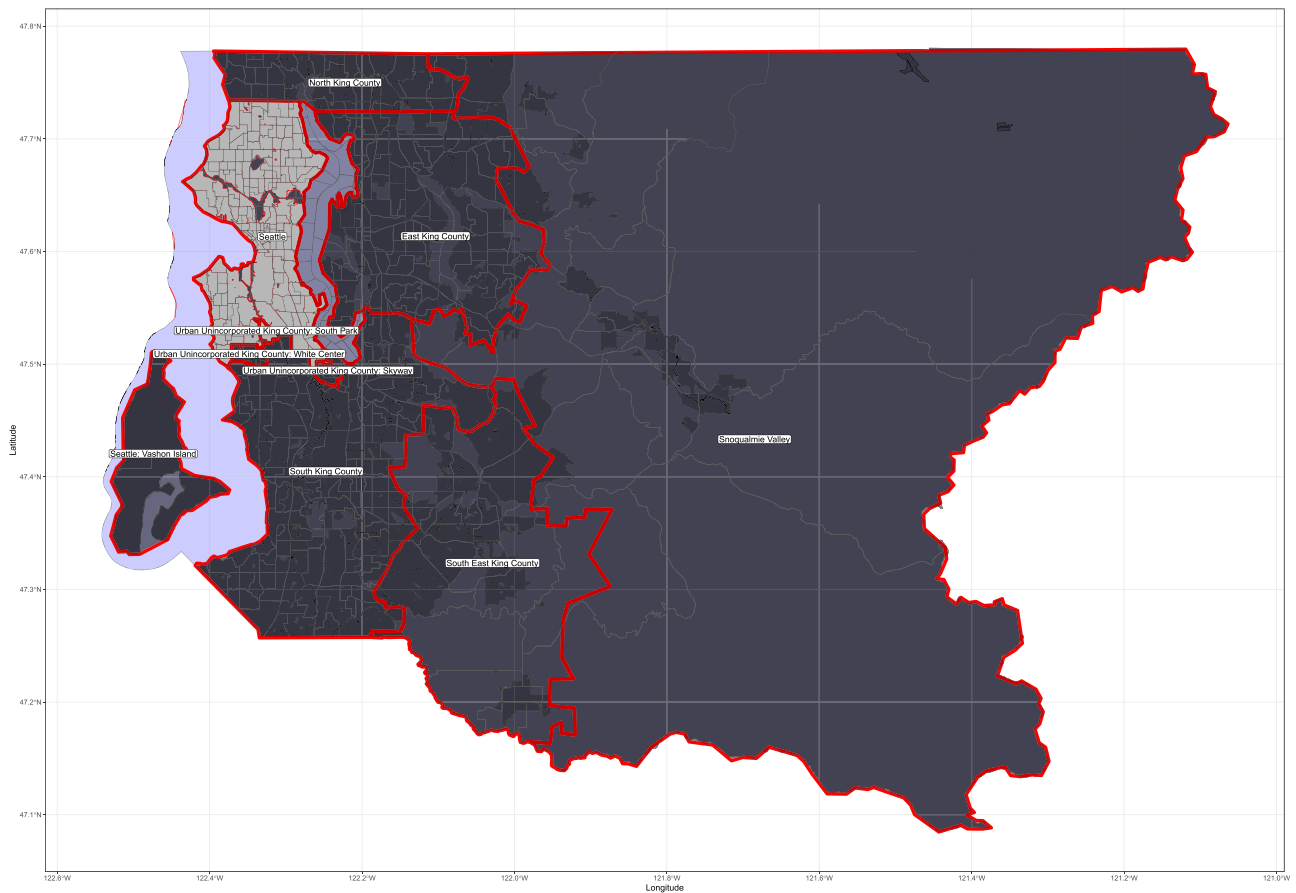 47.8°N
North King County
47.7°N
Seattle
East King County
47.6°N
Urban Unincorporated King County: South Park
Urban Unincorporated King County: White Center
47.5°N
Urban Unincorporated King County: Skyway
Snoqualmie Valley
Seattle: Vashon Island
South King County
47.4°N
Latitude
South East King County
47.3°N
47.2°N
47.1°N
122.6°W 122.4°W 122.2°W 122.0°W 121.8°W 121.6°W 121.4°W 121.2°W 121.0°W
Longitude